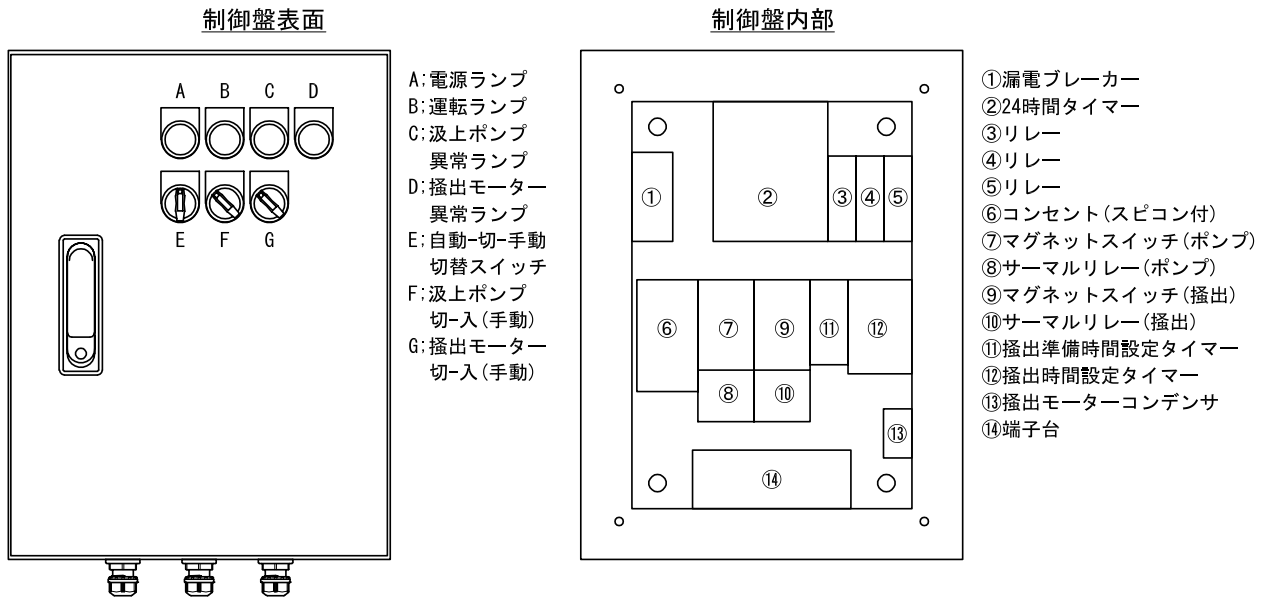 制御盤表面
A B C D
E F G
A;電源ランプ
B;運転ランプ
C;汲上ポンプ
異常ランプ
D;掻出モーター
異常ランプ
E;自動-切-手動
切替スイッチ
F;汲上ポンプ
切-入(手動)
G;掻出モーター
切-入(手動)
制御盤内部
① ② ③ ④ ⑤
⑥ ⑦ ⑨ ⑪ ⑫
⑧ ⑩
⑬
⑭
①漏電ブレーカー
②24時間タイマー
③リレー
④リレー
⑤リレー
⑥コンセント(スピコン付)
⑦マグネットスイッチ(ポンプ)
⑧サーマルリレー(ポンプ)
⑨マグネットスイッチ(掻出)
⑩サーマルリレー(掻出)
⑪掻出準備時間設定タイマー
⑫掻出時間設定タイマー
⑬掻出モーターコンデンサ
⑭端子台